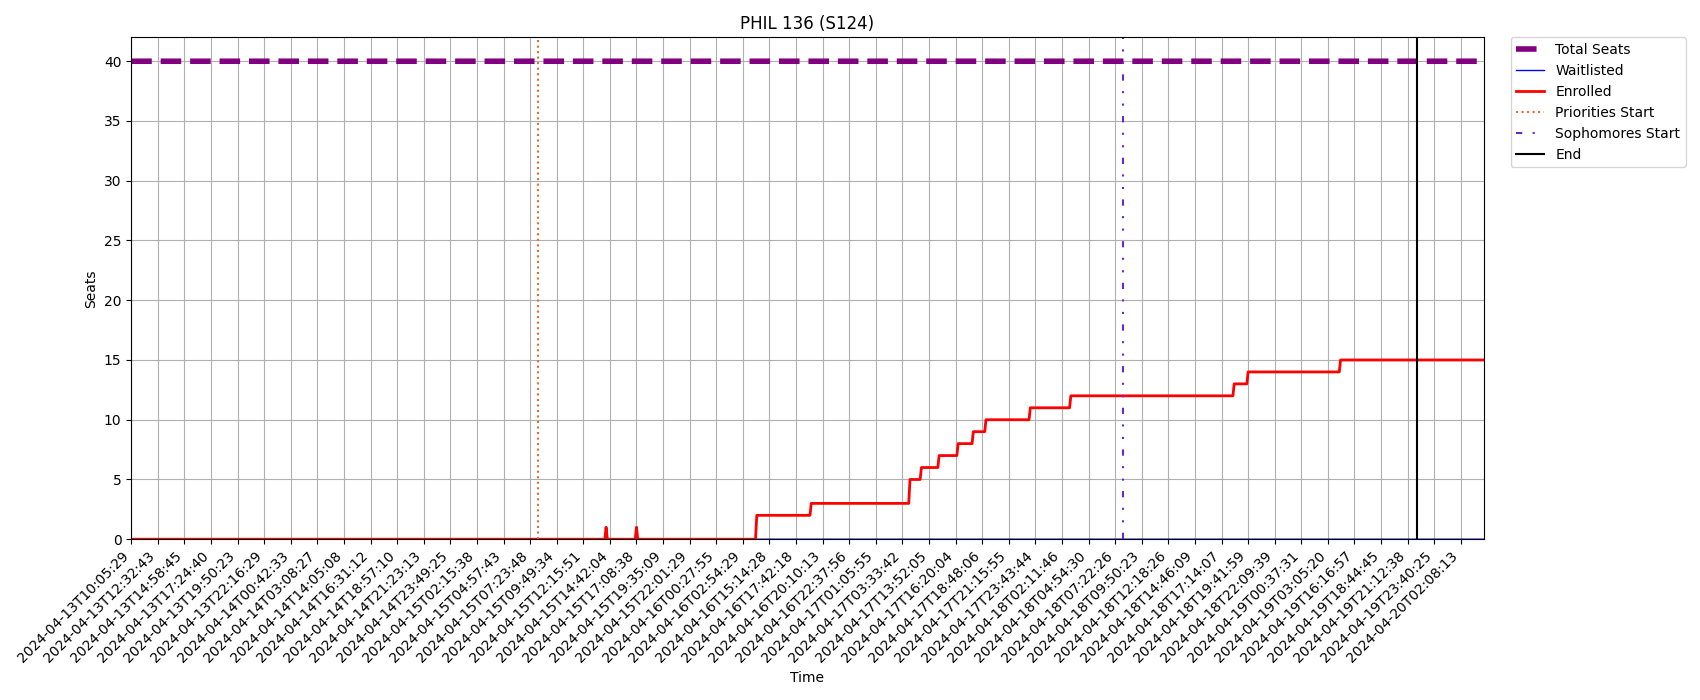 PHIL 136 (S124)
Total Seats
Waitlisted
Enrolled
Priorities Start
Sophomores Start
End
Seats
40
35
30
25
20
15
10
5
0
2024-04-13T10:05:29
2024-04-13T12:32:43
2024-04-13T14:58:45
2024-04-13T17:24:40
2024-04-13T19:50:23
2024-04-13T22:16:29
2024-04-14T00:42:33
2024-04-14T03:08:27
2024-04-14T14:05:08
2024-04-14T16:31:12
2024-04-14T18:57:10
2024-04-14T21:23:13
2024-04-14T23:49:25
2024-04-15T02:15:38
2024-04-15T04:57:43
2024-04-15T07:23:48
2024-04-15T09:49:34
2024-04-15T12:15:51
2024-04-15T14:42:04
2024-04-15T17:08:38
2024-04-15T19:35:09
2024-04-15T22:01:29
2024-04-16T00:27:55
2024-04-16T02:54:29
2024-04-16T15:14:28
2024-04-16T17:42:18
2024-04-16T20:10:13
2024-04-16T22:37:56
2024-04-17T01:05:55
2024-04-17T03:33:42
2024-04-17T13:52:05
2024-04-17T16:20:04
2024-04-17T18:48:06
2024-04-17T21:15:55
2024-04-17T23:43:44
2024-04-18T02:11:46
2024-04-18T04:54:30
2024-04-18T07:22:26
2024-04-18T09:50:23
2024-04-18T12:18:26
2024-04-18T14:46:09
2024-04-18T17:14:07
2024-04-18T19:41:59
2024-04-18T22:09:39
2024-04-19T00:37:31
2024-04-19T03:05:20
2024-04-19T16:16:57
2024-04-19T18:44:45
2024-04-19T21:12:38
2024-04-19T23:40:25
2024-04-20T02:08:13
Time